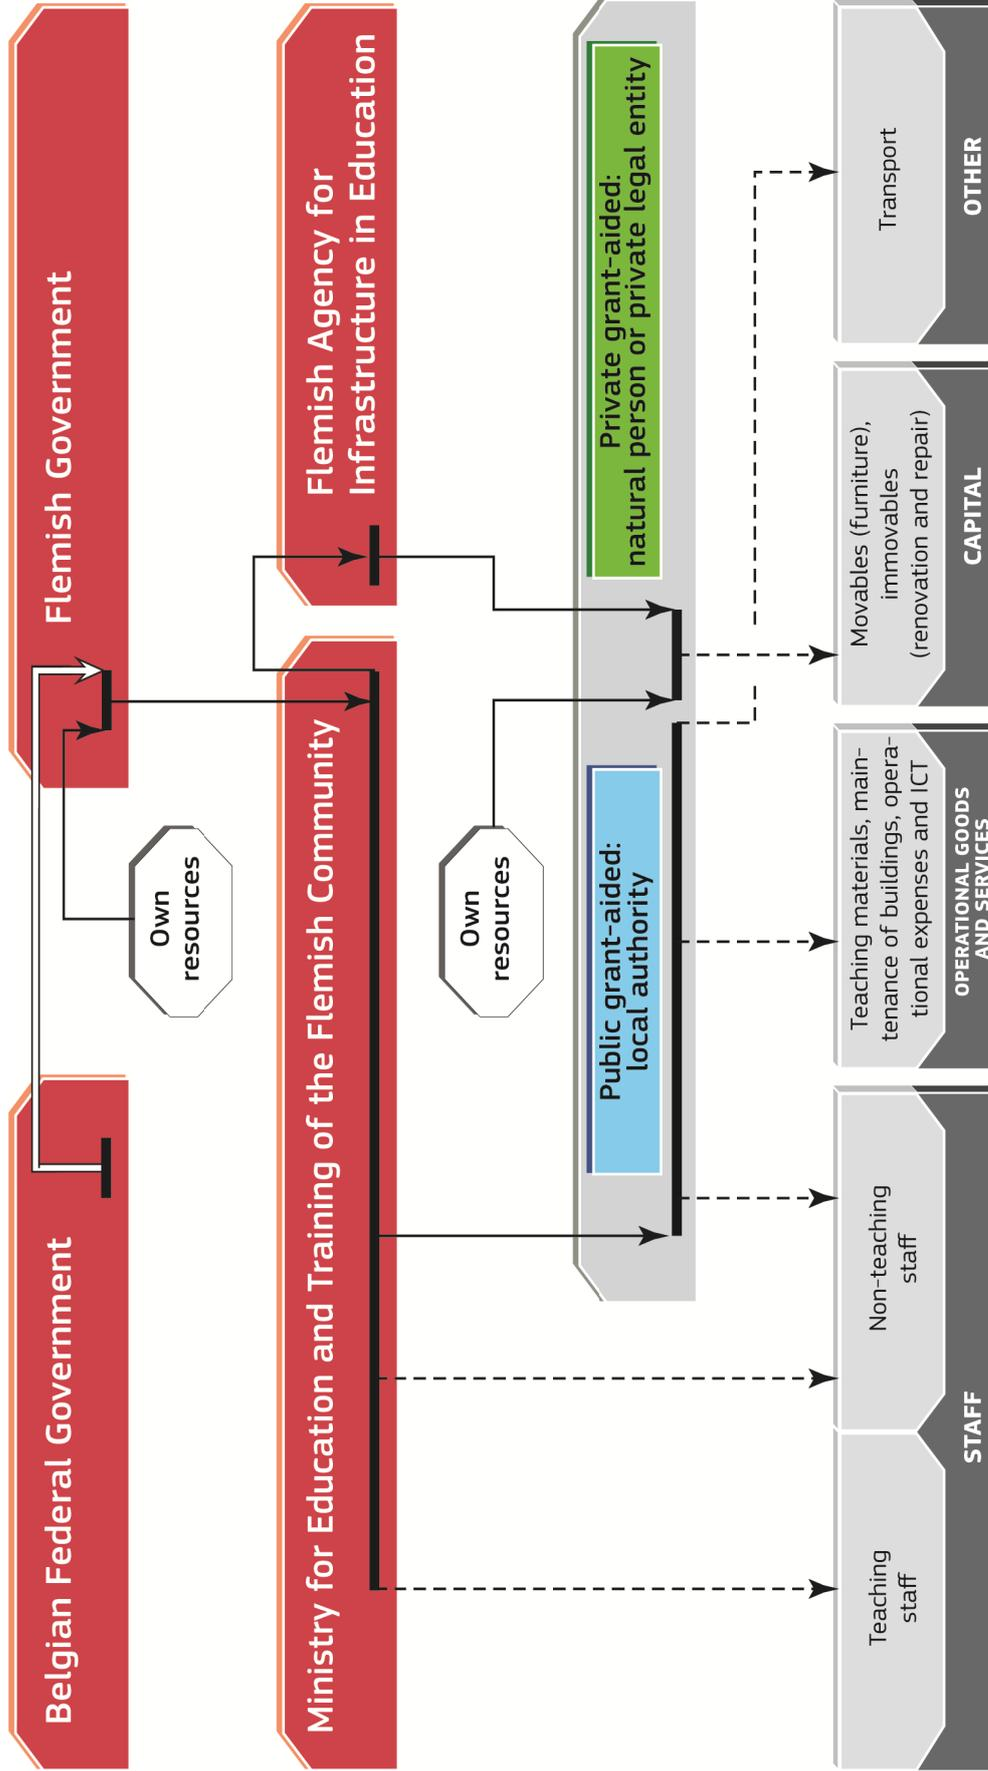 Belgian Federal Government
Flemish Government
Own
resources
Ministry for Education and Training of the Flemish Community
Flemish Agency for
Infrastructure in Education
Own
resources
Public grant-aided:
local authority
Private grant-aided:
natural person or private legal entity
Teaching
staff
Non-teaching
staff
Teaching materials, main-
tenance of buildings, opera-
tional expenses and ICT
Movables (furniture),
immovables
(renovation and repair)
Transport
STAFF
OPERATIONAL GOODS
AND SERVICES
CAPITAL
OTHER